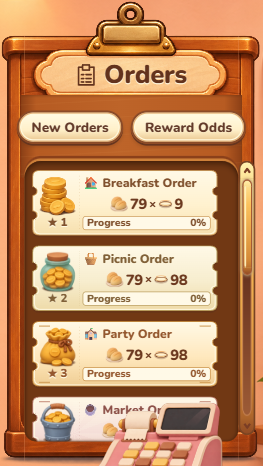 Orders
New Orders
Reward Odds
Breakfast Order
79 × 9
★ 1
Progress 0%
Picnic Order
79 × 98
★ 2
Progress 0%
Party Order
79 × 98
★ 3
Progress 0%
Market